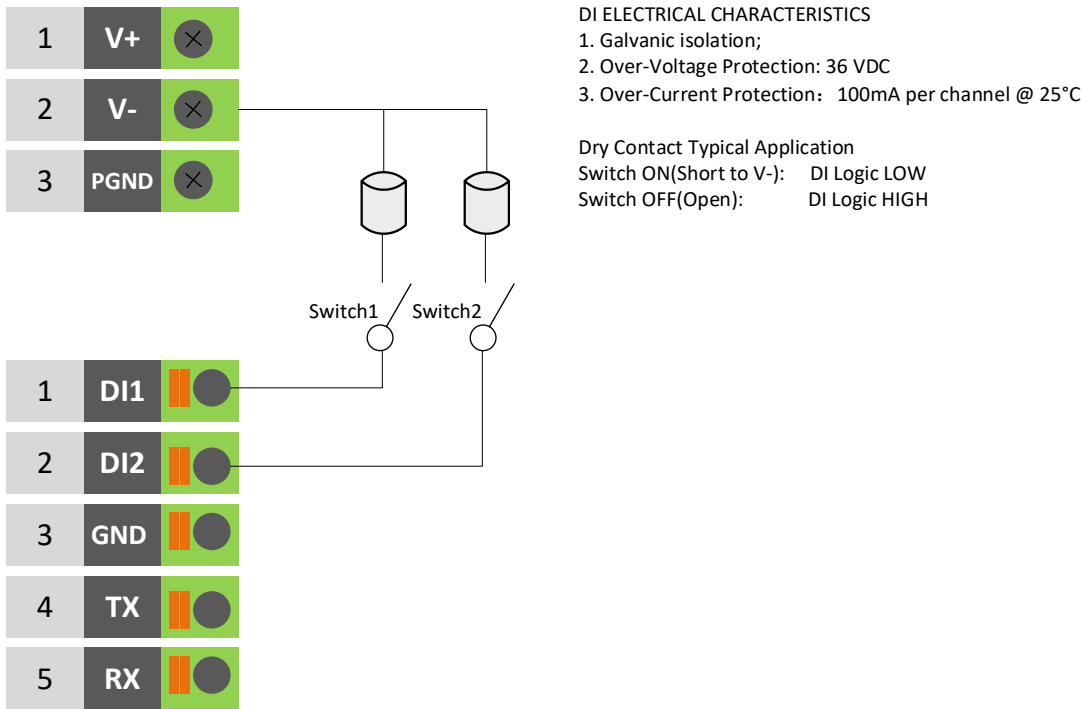 1 V+
2 V-
3 PGND
DI ELECTRICAL CHARACTERISTICS
1. Galvanic isolation;
2. Over-Voltage Protection: 36 VDC
3. Over-Current Protection：100mA per channel @ 25°C
Dry Contact Typical Application
Switch ON(Short to V-): DI Logic LOW
Switch OFF(Open): DI Logic HIGH
Switch1 Switch2
1 DI1
2 DI2
3 GND
4 TX
5 RX